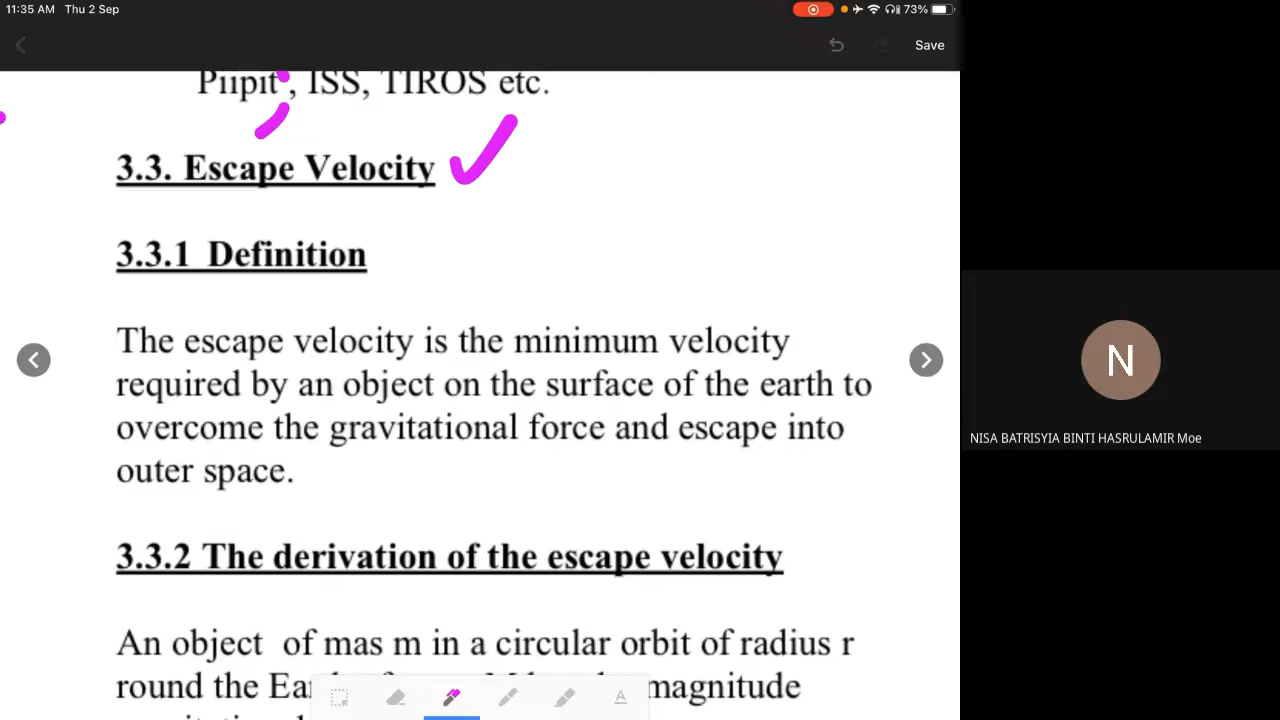 11:35 AM Thu 2 Sep
73%
Save
ISS, TIROS etc.
3.3. Escape Velocity
3.3.1 Definition
The escape velocity is the minimum velocity
required by an object on the surface of the earth to
overcome the gravitational force and escape into
outer space.
3.3.2 The derivation of the escape velocity
An object of mas m in a circular orbit of radius r
round the magnitude
A
N
NISA BATRISYIA BINTI HASRULAMIR Moe